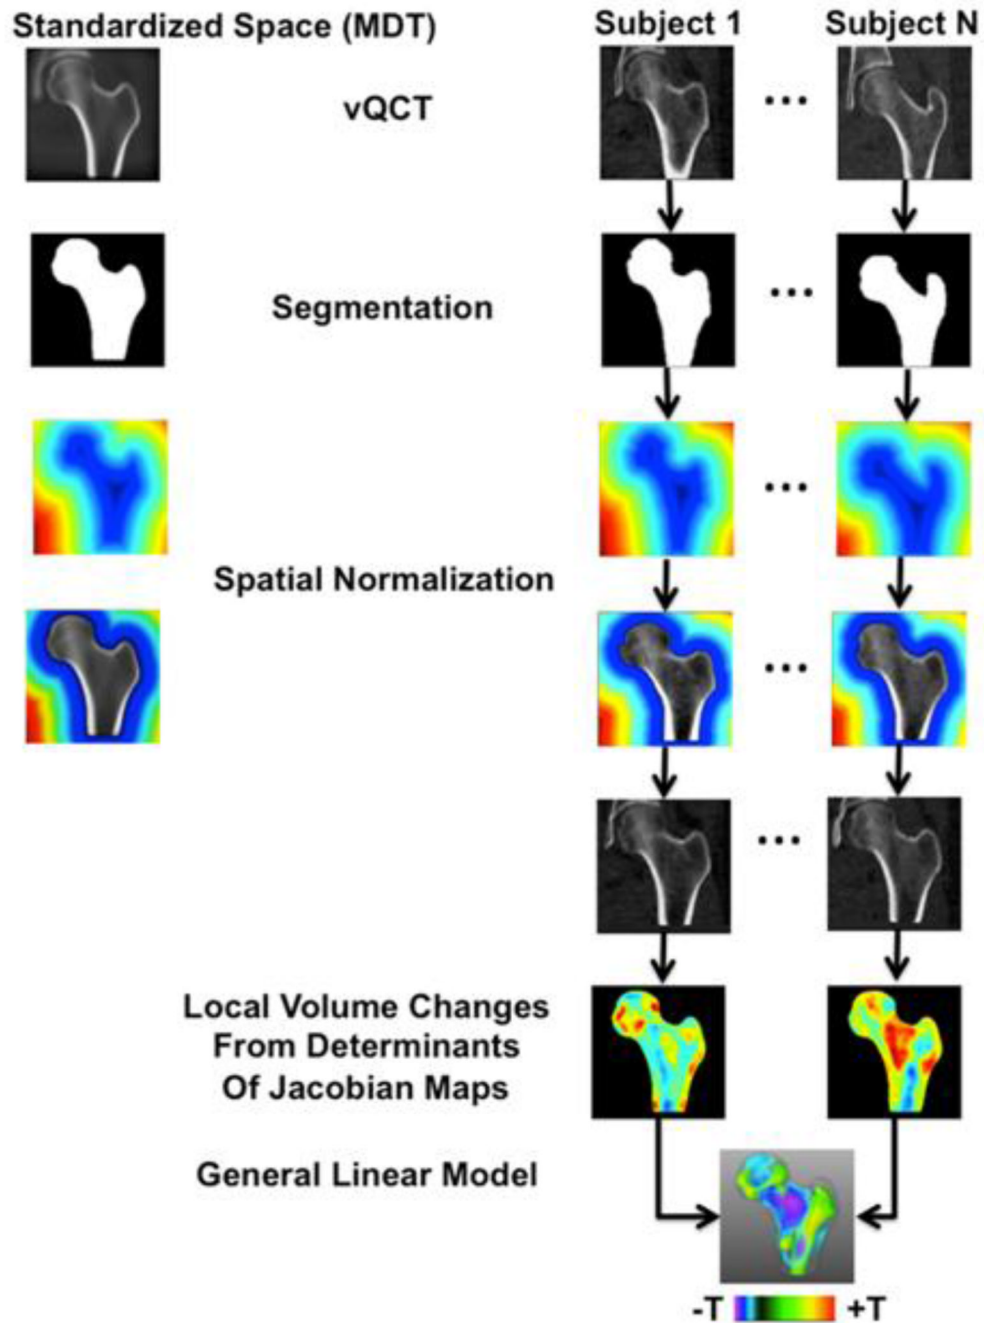 Standardized Space (MDT)
Subject 1
Subject N
vQCT
...
Segmentation
...
...
Spatial Normalization
...
...
Local Volume Changes
From Determinants
Of Jacobian Maps
General Linear Model
-T
+T